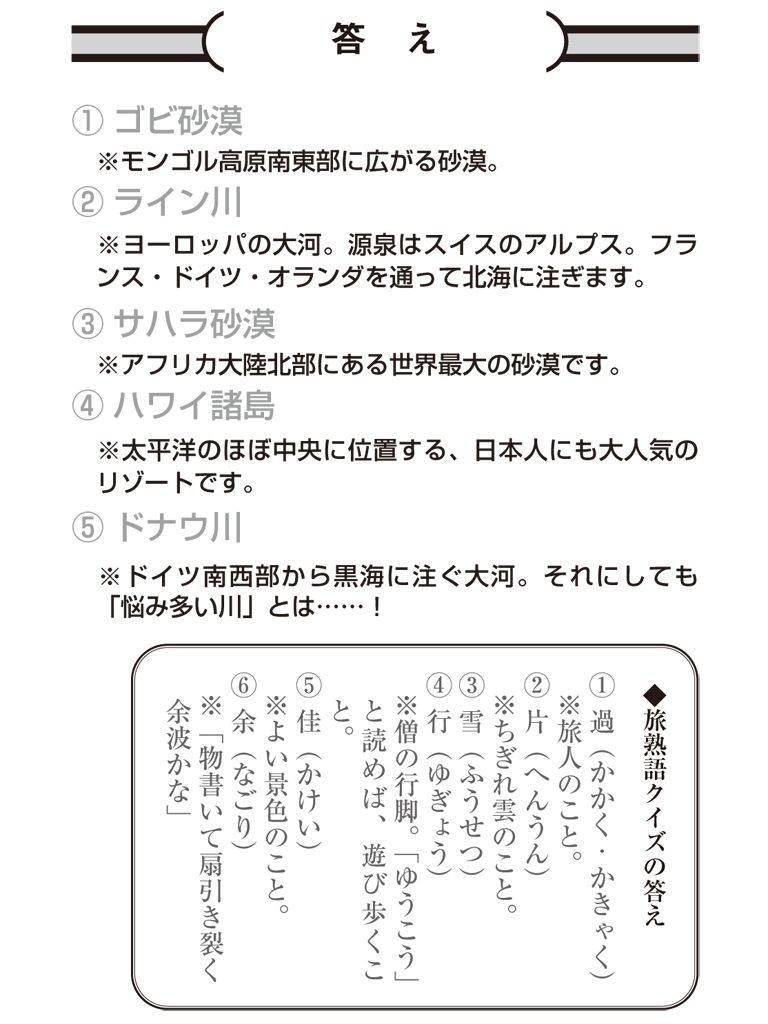 答 え
① ゴビ砂漠
※モンゴル高原南東部に広がる砂漠。
② ライン川
※ヨーロッパの大河。源泉はスイスのアルプス。フラ
ンス・ドイツ・オランダを通って北海に注ぎます。
③ サハラ砂漠
※アフリカ大陸北部にある世界最大の砂漠です。
④ ハワイ諸島
※太平洋のほぼ中央に位置する、日本人にも大人気の
リゾートです。
⑤ ドナウ川
※ドイツ南西部から黒海に注ぐ大河。それにしても
「悩み多い川」とは……！
◆旅熟語クイズの答え
① 過（かかく・かきゃく）
※旅人のこと。
② 片（へんうん）
※ちぎれ雲のこと。
③ 雪（ふうせつ）
④ 行（ゆぎょう）
※僧の行脚。「ゆうこう」
と読めば、遊び歩くこ
と。
⑤ 佳（かけい）
※よい景色のこと。
⑥ 余（なごり）
※「物書いて扇引き裂く
余波かな」